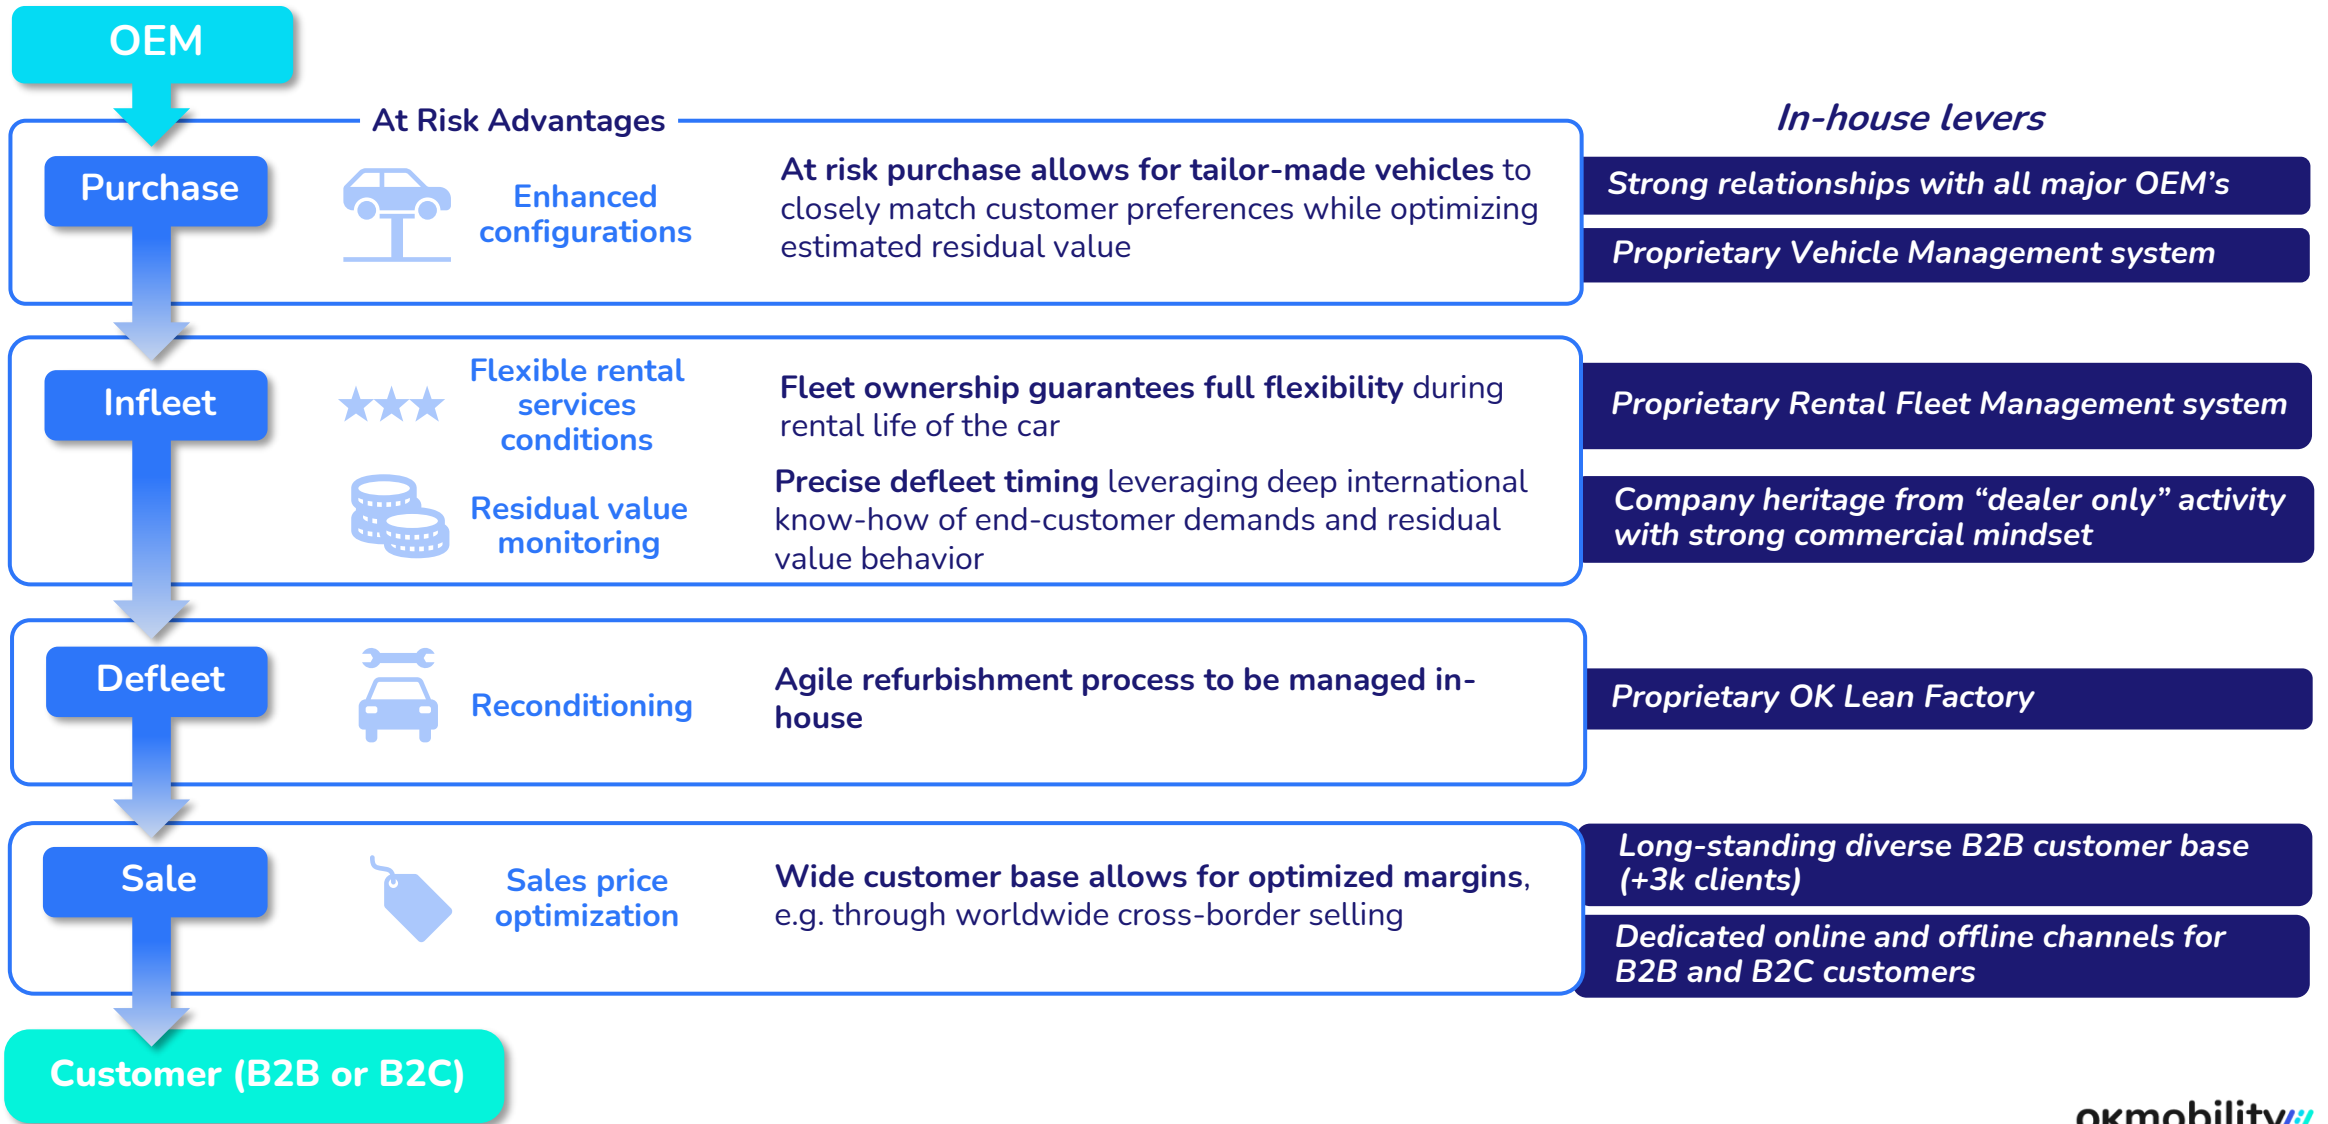 OEM
At Risk Advantages
In-house levers
Purchase
Enhanced
configurations
At risk purchase allows for tailor-made vehicles to
closely match customer preferences while optimizing
estimated residual value
Strong relationships with all major OEM’s
Proprietary Vehicle Management system
Infleet
Flexible rental
services
conditions
Fleet ownership guarantees full flexibility during
rental life of the car
Proprietary Rental Fleet Management system
Residual value
monitoring
Precise defleet timing leveraging deep international
know-how of end-customer demands and residual
value behavior
Company heritage from “dealer only” activity
with strong commercial mindset
Defleet
Reconditioning
Agile refurbishment process to be managed in-
house
Proprietary OK Lean Factory
Sale
Sales price
optimization
Wide customer base allows for optimized margins,
e.g. through worldwide cross-border selling
Long-standing diverse B2B customer base
(+3k clients)
Dedicated online and offline channels for
B2B and B2C customers
Customer (B2B or B2C)
okmobility